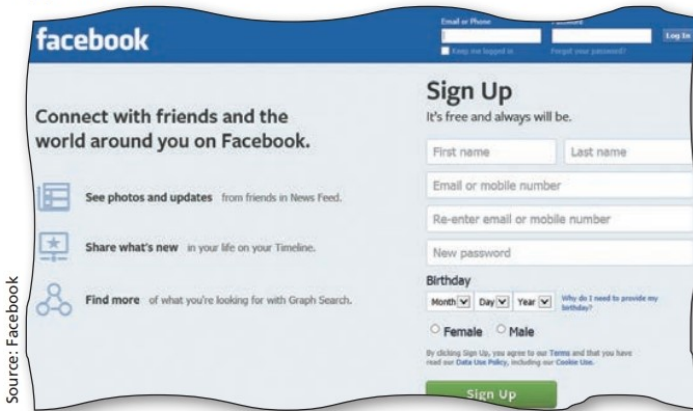 Email or Phone Password
facebook
Log In
Keep me logged in Forgot your password?
Connect with friends and the
world around you on Facebook.
See photos and updates from friends in News Feed.
Share what's new in your life on your Timeline.
Find more of what you're looking for with Graph Search.
Sign Up
It's free and always will be.
First name Last name
Email or mobile number
Re-enter email or mobile number
New password
Birthday
Month Day Year Why do I need to provide my
birthday?
Female Male
By clicking Sign Up, you agree to our Terms and that you have
read our Data Use Policy, including our Cookie Use.
Sign Up
Source: Facebook